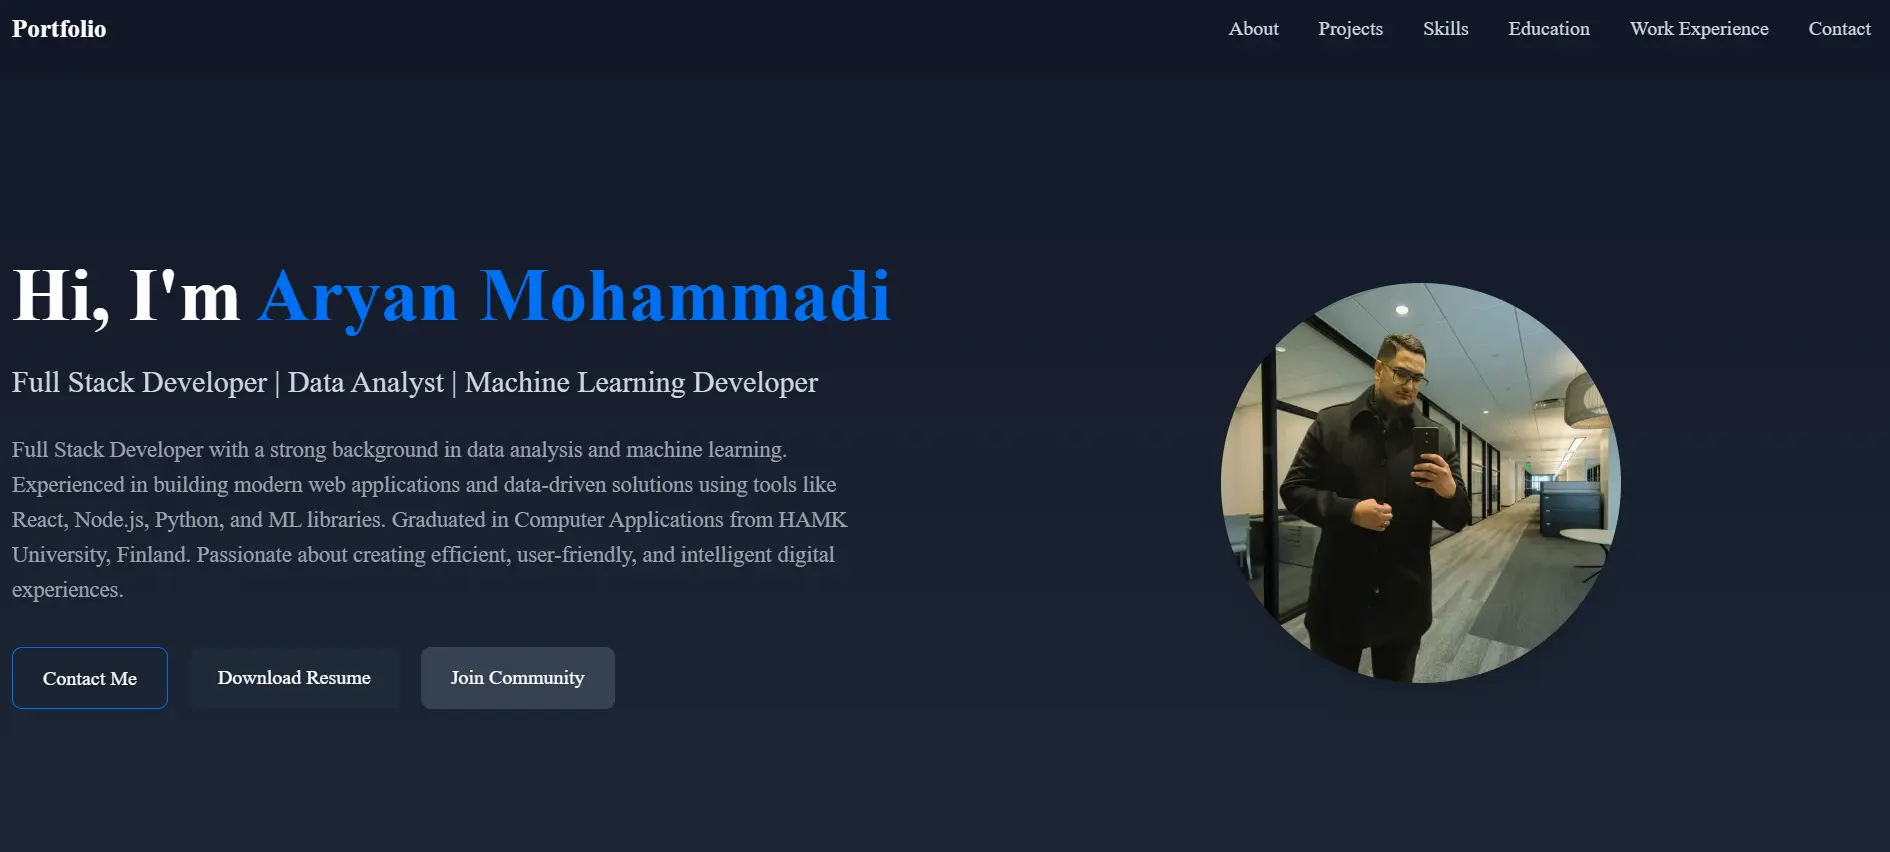 Portfolio
About
Projects
Skills
Education
Work Experience
Contact
Hi, I'm Aryan Mohammadi
Full Stack Developer | Data Analyst | Machine Learning Developer
Full Stack Developer with a strong background in data analysis and machine learning.
Experienced in building modern web applications and data-driven solutions using tools like
React, Node.js, Python, and ML libraries. Graduated in Computer Applications from HAMK
University, Finland. Passionate about creating efficient, user-friendly, and intelligent digital
experiences.
Contact Me
Download Resume
Join Community